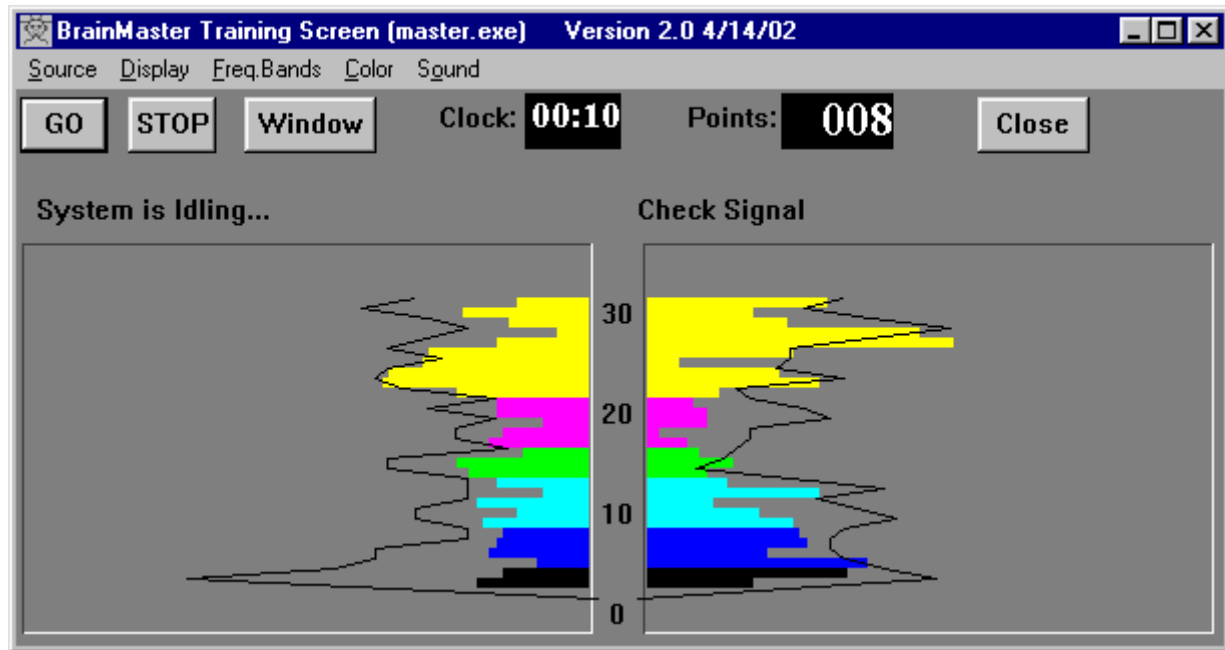 BrainMaster Training Screen (master.exe) Version 2.0 4/14/02
Source Display Freq.Bands Color Sound
GO STOP Window Clock: 00:10 Points: 008 Close
System is Idling... Check Signal
30
20
10
0